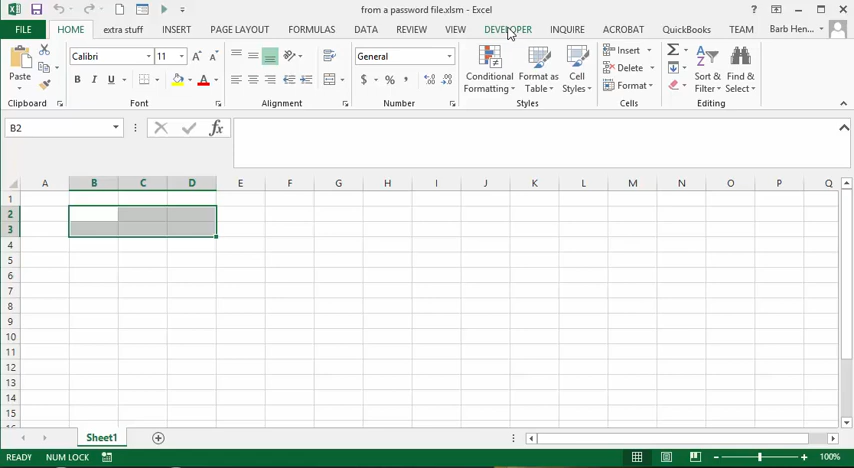 from a password file.xlsm - Excel
FILE HOME extra stuff INSERT PAGE LAYOUT FORMULAS DATA REVIEW VIEW DEVELOPER INQUIRE ACROBAT QuickBooks TEAM Barb Hen...
Paste
Clipboard
Calibri 11
B I U
Font
Alignment
General
$ % ,
Number
Conditional Formatting
Format as Table
Cell Styles
Styles
Insert
Delete
Format
Cells
Sort & Filter
Find & Select
Editing
B2
fx
A B C D E F G H I J K L M N O P Q
1
2
3
4
5
6
7
8
9
10
11
12
13
14
15
Sheet1
READY NUM LOCK 100%